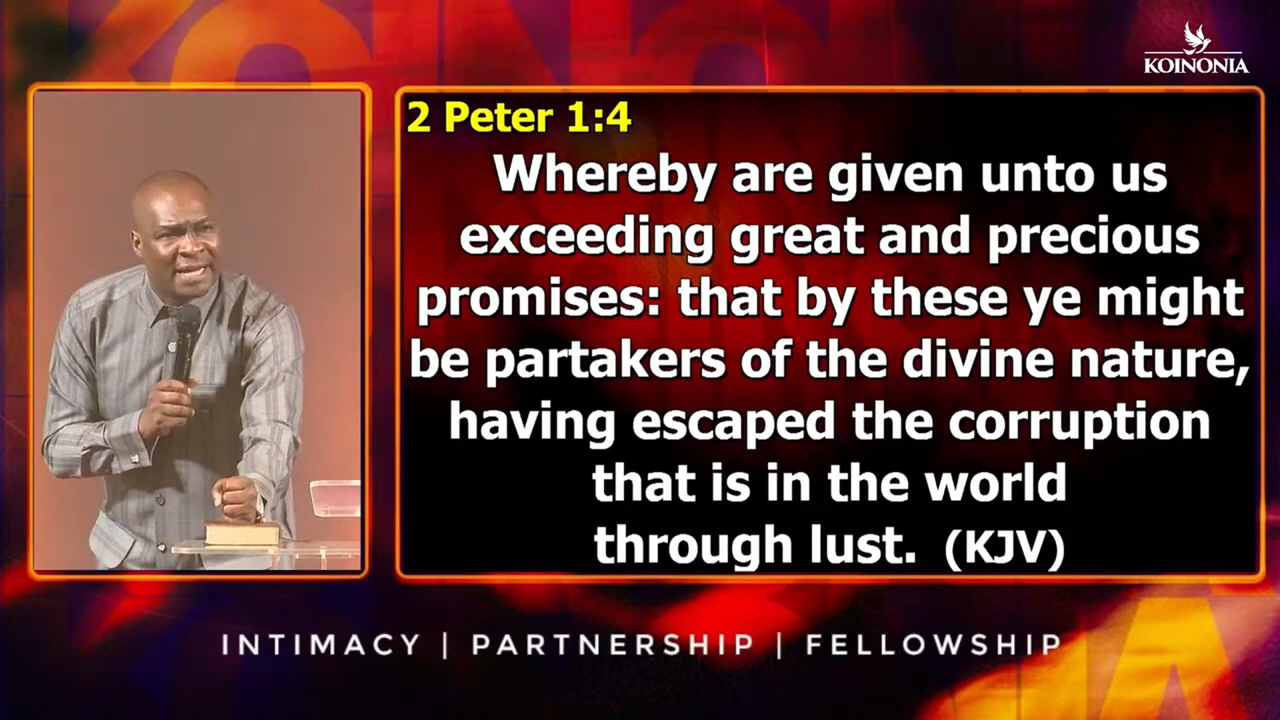 KOINONIA
2 Peter 1:4
Whereby are given unto us
exceeding great and precious
promises: that by these ye might
be partakers of the divine nature,
having escaped the corruption
that is in the world
through lust. (KJV)
INTIMACY | PARTNERSHIP | FELLOWSHIP